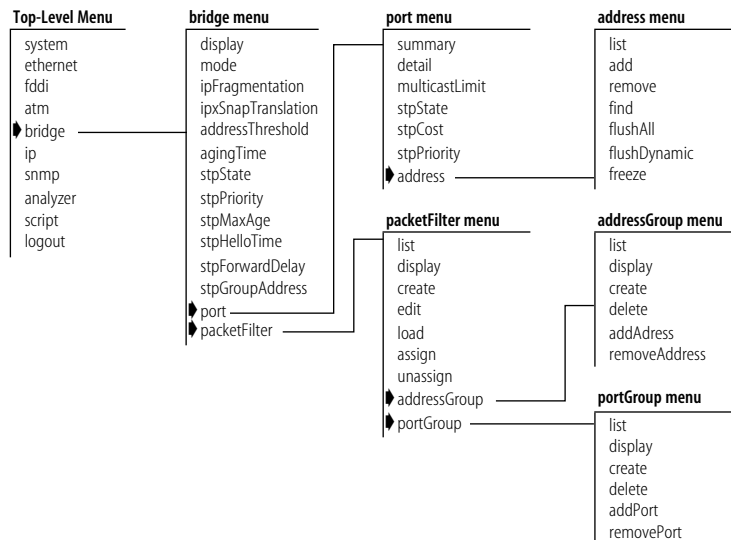 Top-Level Menu
system
ethernet
fddi
atm
bridge
ip
snmp
analyzer
script
logout
bridge menu
display
mode
ipFragmentation
ipxSnapTranslation
addressThreshold
agingTime
stpState
stpPriority
stpMaxAge
stpHelloTime
stpForwardDelay
stpGroupAddress
port
packetFilter
port menu
summary
detail
multicastLimit
stpState
stpCost
stpPriority
address
packetFilter menu
list
display
create
edit
load
assign
unassign
addressGroup
portGroup
address menu
list
add
remove
find
flushAll
flushDynamic
freeze
addressGroup menu
list
display
create
delete
addAdress
removeAddress
portGroup menu
list
display
create
delete
addPort
removePort